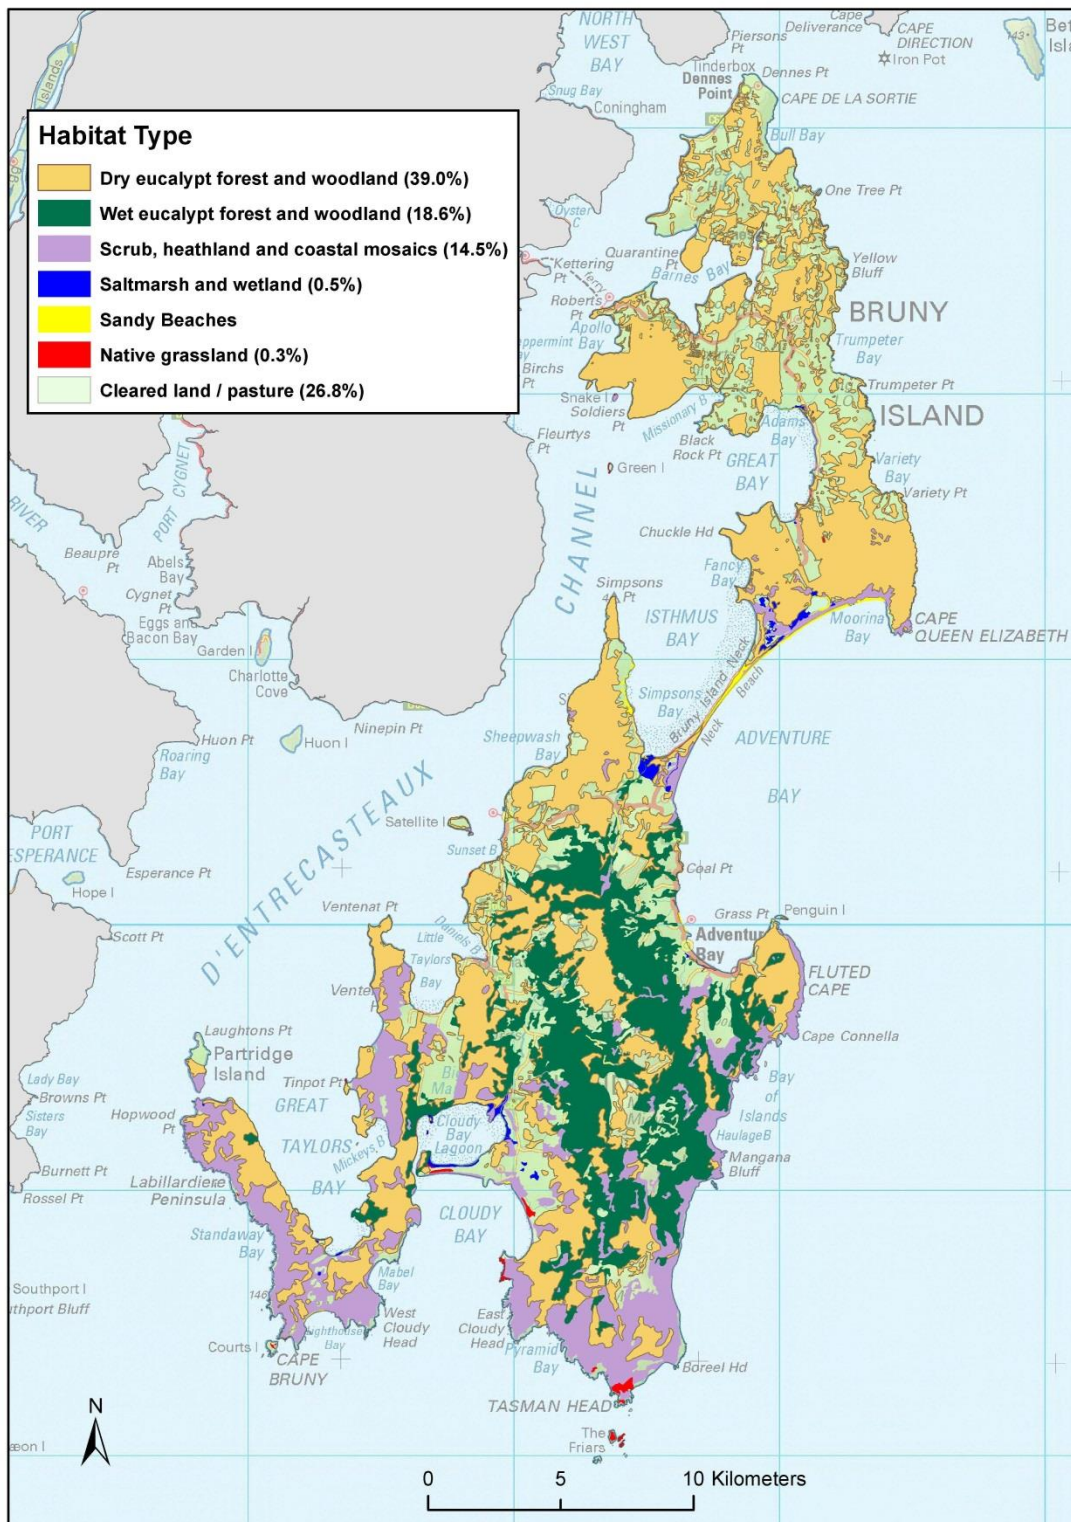 NORTH
WEST
BAY
Piersons
Pt
Cape
Deliverance
CAPE
DIRECTION
Iron Pot
143
Islands
Tinderbox
Dennes
Point
Dennes Pt
CAPE DE LA SORTIE
Snug Bay
Coningham
Bull Bay
Habitat Type
Dry eucalypt forest and woodland (39.0%)
Wet eucalypt forest and woodland (18.6%)
Scrub, heathland and coastal mosaics (14.5%)
Saltmarsh and wetland (0.5%)
Sandy Beaches
Native grassland (0.3%)
Cleared land / pasture (26.8%)
One Tree Pt
Oyster
C
Quarantine
Pt
Barnes Bay
Kettering
Pt
ferry
Yellow
Bluff
Roberts
Pt
BRUNY
ISLAND
Apollo
Bay
Trumpeter
Bay
Birchs
Pt
Trumpeter Pt
Snake I
Soldiers
Pt
Missionary B
Adams
Bay
Fleurtys
Pt
Black
Rock Pt
GREAT
BAY
Green I
Variety
Bay
Variety Pt
PORT CYGNET
RIVER
CHANNEL
Chuckle Hd
Beaupre
Pt
Abels
Bay
Cygnet
Pt
Eggs and
Bacon Bay
Fancy
Bay
Simpsons
Pt
ISTHMUS
BAY
Moorina
Bay
CAPE
QUEEN ELIZABETH
Garden I
Charlotte
Cove
Bruny Island Neck
Neck
Beach
Simpsons
Bay
Ninepin Pt
Huon Pt
Huon I
Roaring
Bay
Sheepwash
Bay
ADVENTURE
BAY
D'ENTRECASTEAUX
Satellite I
PORT
ESPERANCE
Sunset B
Esperance Pt
Hope I
Coal Pt
Ventenat Pt
Grass Pt
Penguin I
Scott Pt
Daniels B
Adventur
Bay
Little
Taylors
Bay
FLUTED
CAPE
Laughtons Pt
Partridge
Island
Cape Connella
Lady Bay
Browns Pt
Sisters
Bay
Tinpot Pt
Bay
of
Islands
Hopwood
Pt
GREAT
TAYLORS
BAY
Cloudy
Bay
Lagoon
Haulage B
Mickeys B
Mangana
Bluff
Burnett Pt
Rossel Pt
Labillardiere
Peninsula
CLOUDY
BAY
Standaway
Bay
Mabel
Bay
Southport I
146
West
Cloudy
Head
East
Cloudy
Head
Lighthouse
Bay
Courts I
CAPE
BRUNY
Pyramid
Bay
Boreel Hd
TASMAN HEAD
The
Friars
N
0 5 10 Kilometers